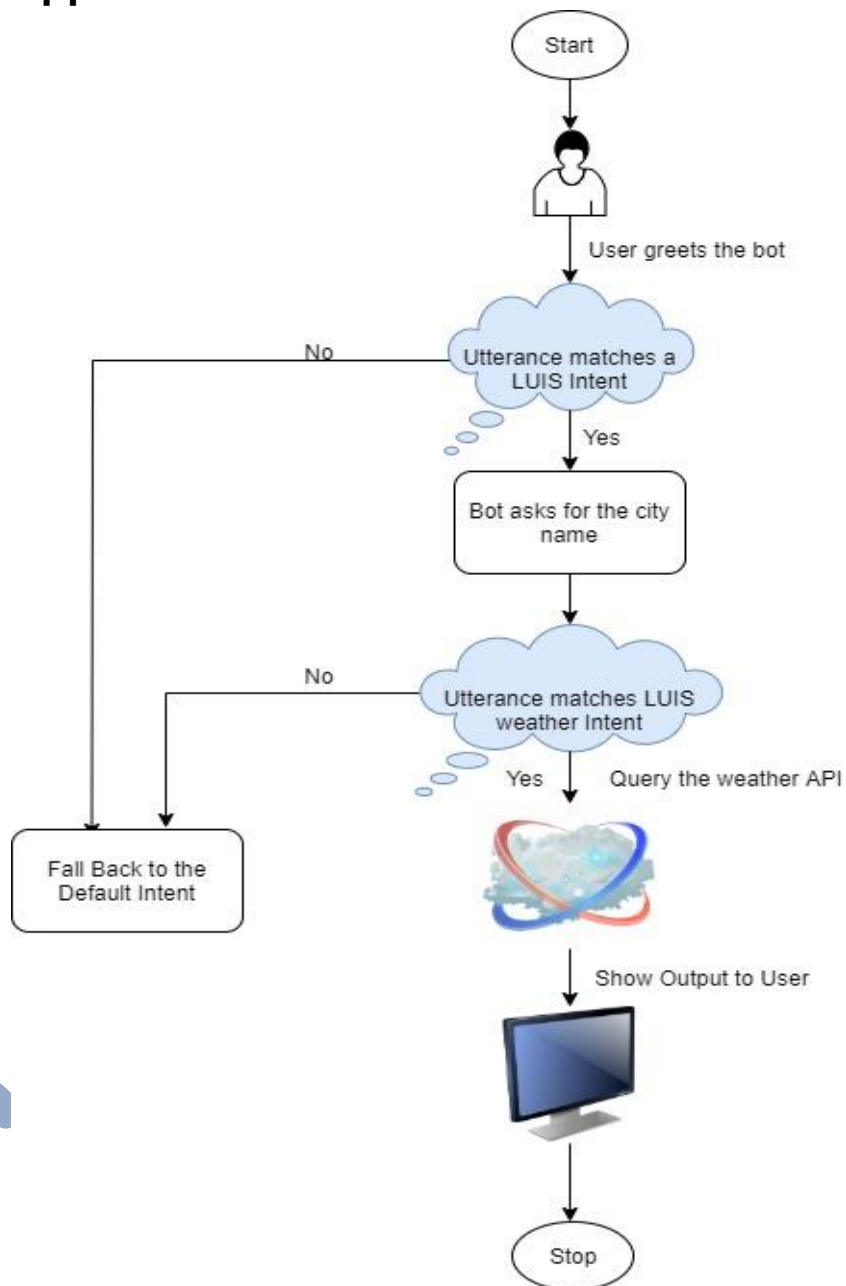 Start
User greets the bot
No
Utterance matches a
LUIS Intent
Yes
Bot asks for the city
name
No
Utterance matches LUIS
weather Intent
Yes
Query the weather API
Fall Back to the
Default Intent
Show Output to User
Stop